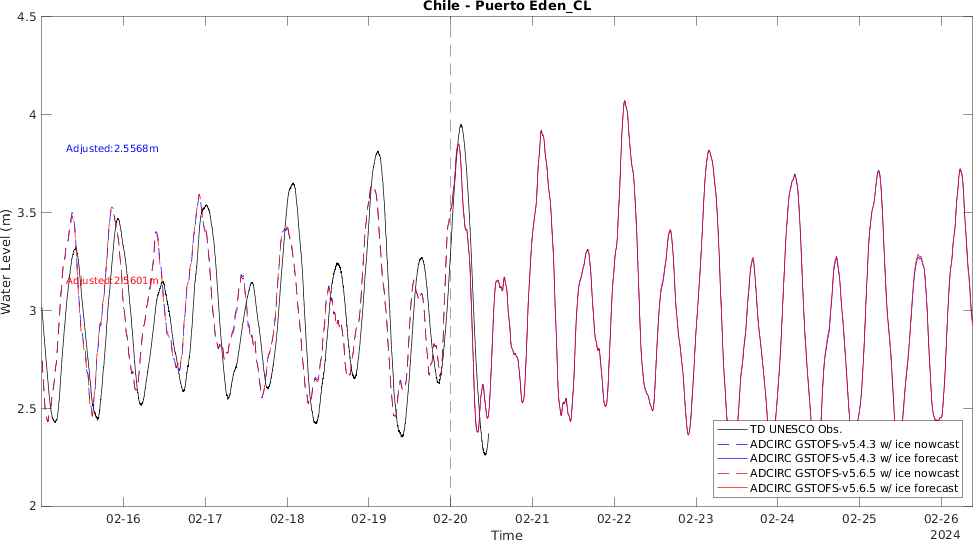 Chile - Puerto Eden_CL
4.5
4
3.5
3
2.5
2
Water Level (m)
Adjusted:2.5568m
Adjusted:2.5601m
TD UNESCO Obs.
ADCIRC GSTOFS-v5.4.3 w/ ice nowcast
ADCIRC GSTOFS-v5.4.3 w/ ice forecast
ADCIRC GSTOFS-v5.6.5 w/ ice nowcast
ADCIRC GSTOFS-v5.6.5 w/ ice forecast
02-16 02-17 02-18 02-19 02-20 02-21 02-22 02-23 02-24 02-25 02-26
Time
2024